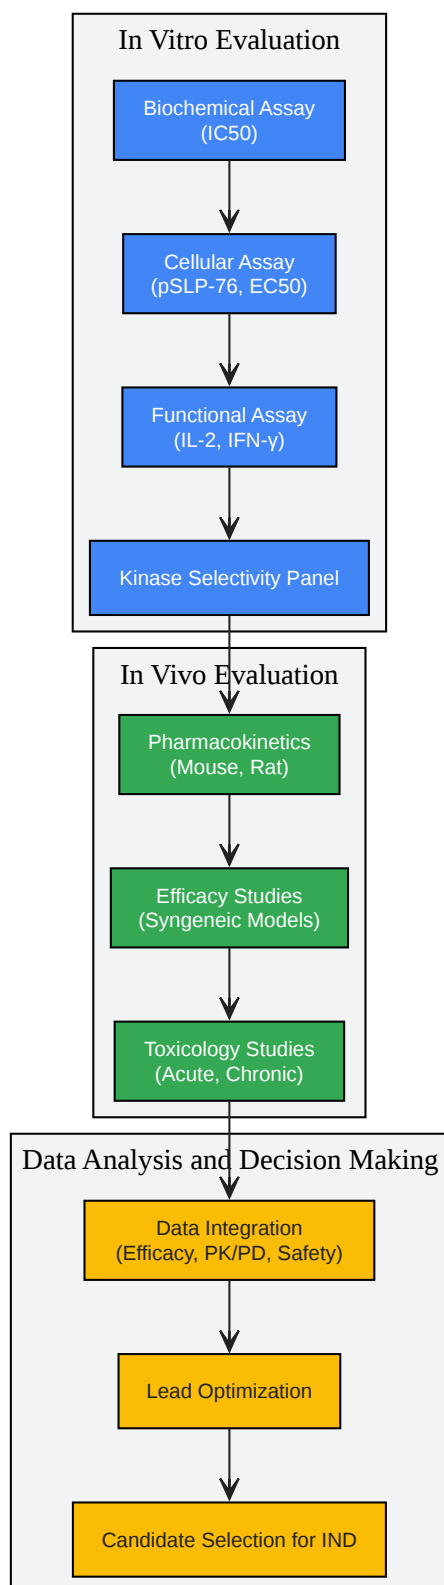 In Vitro Evaluation
Biochemical Assay
(IC50)
Cellular Assay
(pSLP-76, EC50)
Functional Assay
(IL-2, IFN-γ)
Kinase Selectivity Panel
In Vivo Evaluation
Pharmacokinetics
(Mouse, Rat)
Efficacy Studies
(Syngeneic Models)
Toxicology Studies
(Acute, Chronic)
Data Analysis and Decision Making
Data Integration
(Efficacy, PK/PD, Safety)
Lead Optimization
Candidate Selection for IND